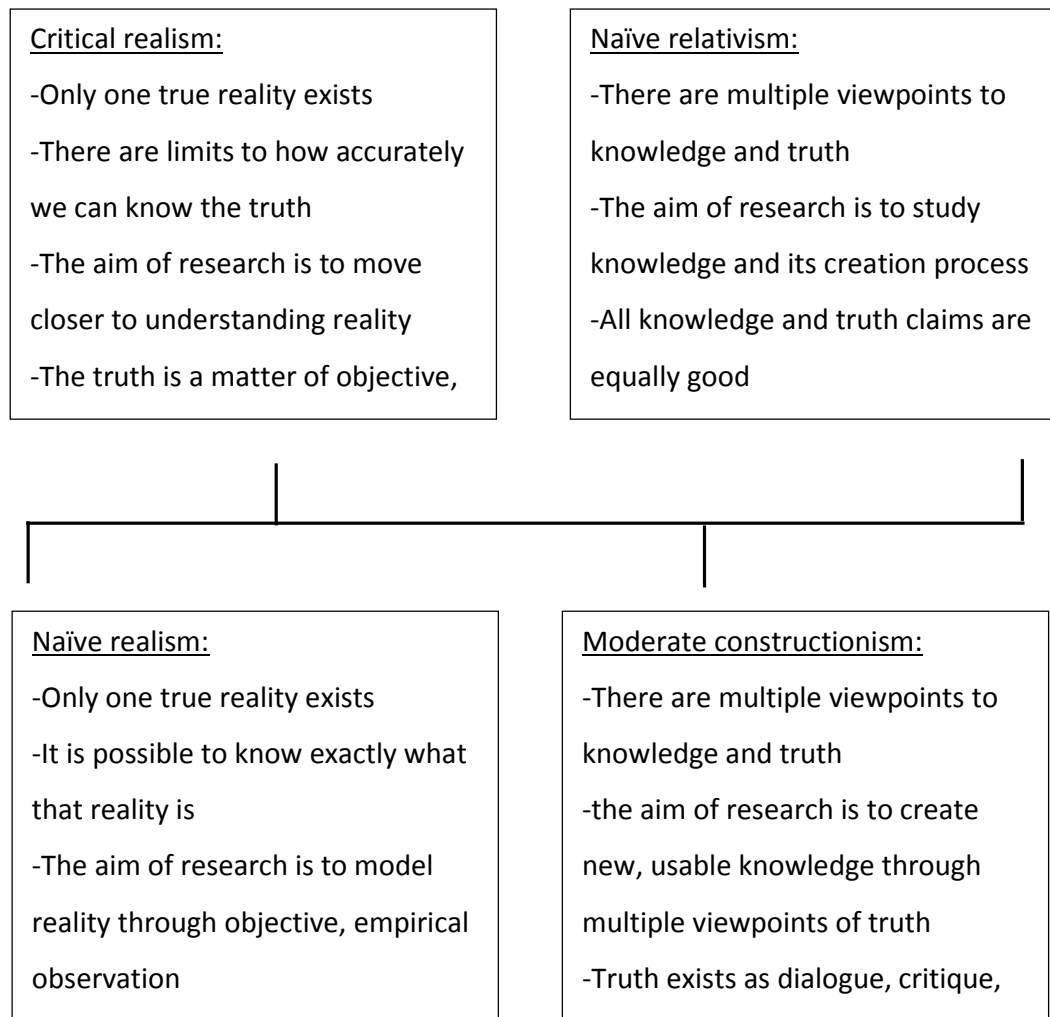 Critical realism:
-Only one true reality exists
-There are limits to how accurately
we can know the truth
-The aim of research is to move
closer to understanding reality
-The truth is a matter of objective,
Naïve relativism:
-There are multiple viewpoints to
knowledge and truth
-The aim of research is to study
knowledge and its creation process
-All knowledge and truth claims are
equally good
Naïve realism:
-Only one true reality exists
-It is possible to know exactly what
that reality is
-The aim of research is to model
reality through objective, empirical
observation
Moderate constructionism:
-There are multiple viewpoints to
knowledge and truth
-the aim of research is to create
new, usable knowledge through
multiple viewpoints of truth
-Truth exists as dialogue, critique,